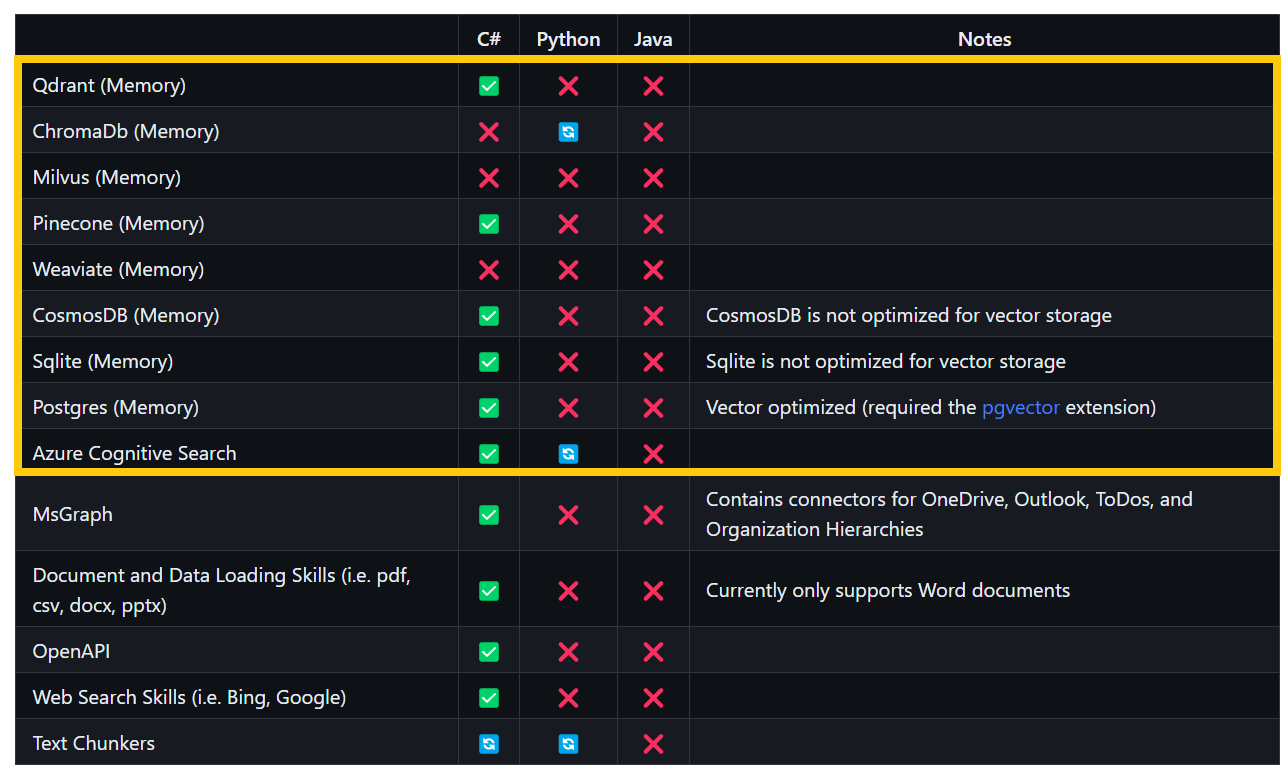 C# Python Java Notes
Qdrant (Memory) ✅ ❌ ❌
ChromaDb (Memory) ❌ 🔄 ❌
Milvus (Memory) ❌ ❌ ❌
Pinecone (Memory) ✅ ❌ ❌
Weaviate (Memory) ❌ ❌ ❌
CosmosDB (Memory) ✅ ❌ ❌ CosmosDB is not optimized for vector storage
Sqlite (Memory) ✅ ❌ ❌ Sqlite is not optimized for vector storage
Postgres (Memory) ✅ ❌ ❌ Vector optimized (required the pgvector extension)
Azure Cognitive Search ✅ 🔄 ❌
MsGraph ✅ ❌ ❌ Contains connectors for OneDrive, Outlook, ToDos, and
Organization Hierarchies
Document and Data Loading Skills (i.e. pdf,
csv, docx, pptx) ✅ ❌ ❌ Currently only supports Word documents
OpenAPI ✅ ❌ ❌
Web Search Skills (i.e. Bing, Google) ✅ ❌ ❌
Text Chunkers 🔄 🔄 ❌